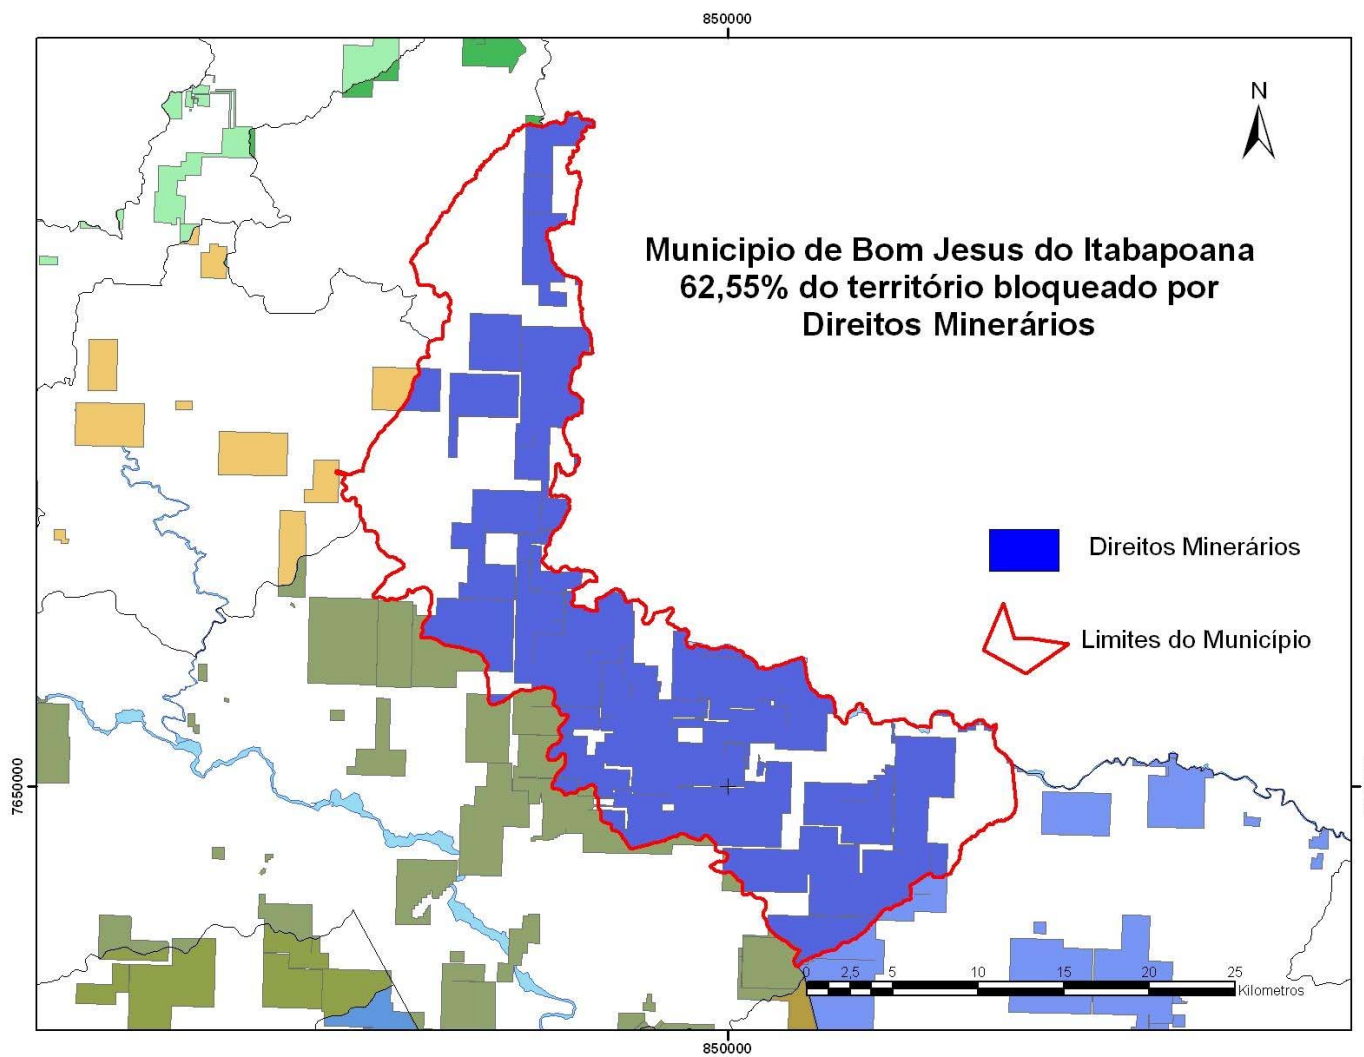 850000
N
Municipio de Bom Jesus do Itabapoana
62,55% do território bloqueado por
Direitos Minerários
Direitos Minerários
Limites do Município
7650000
0 2,5 5 10 15 20 25
Kilometros
850000